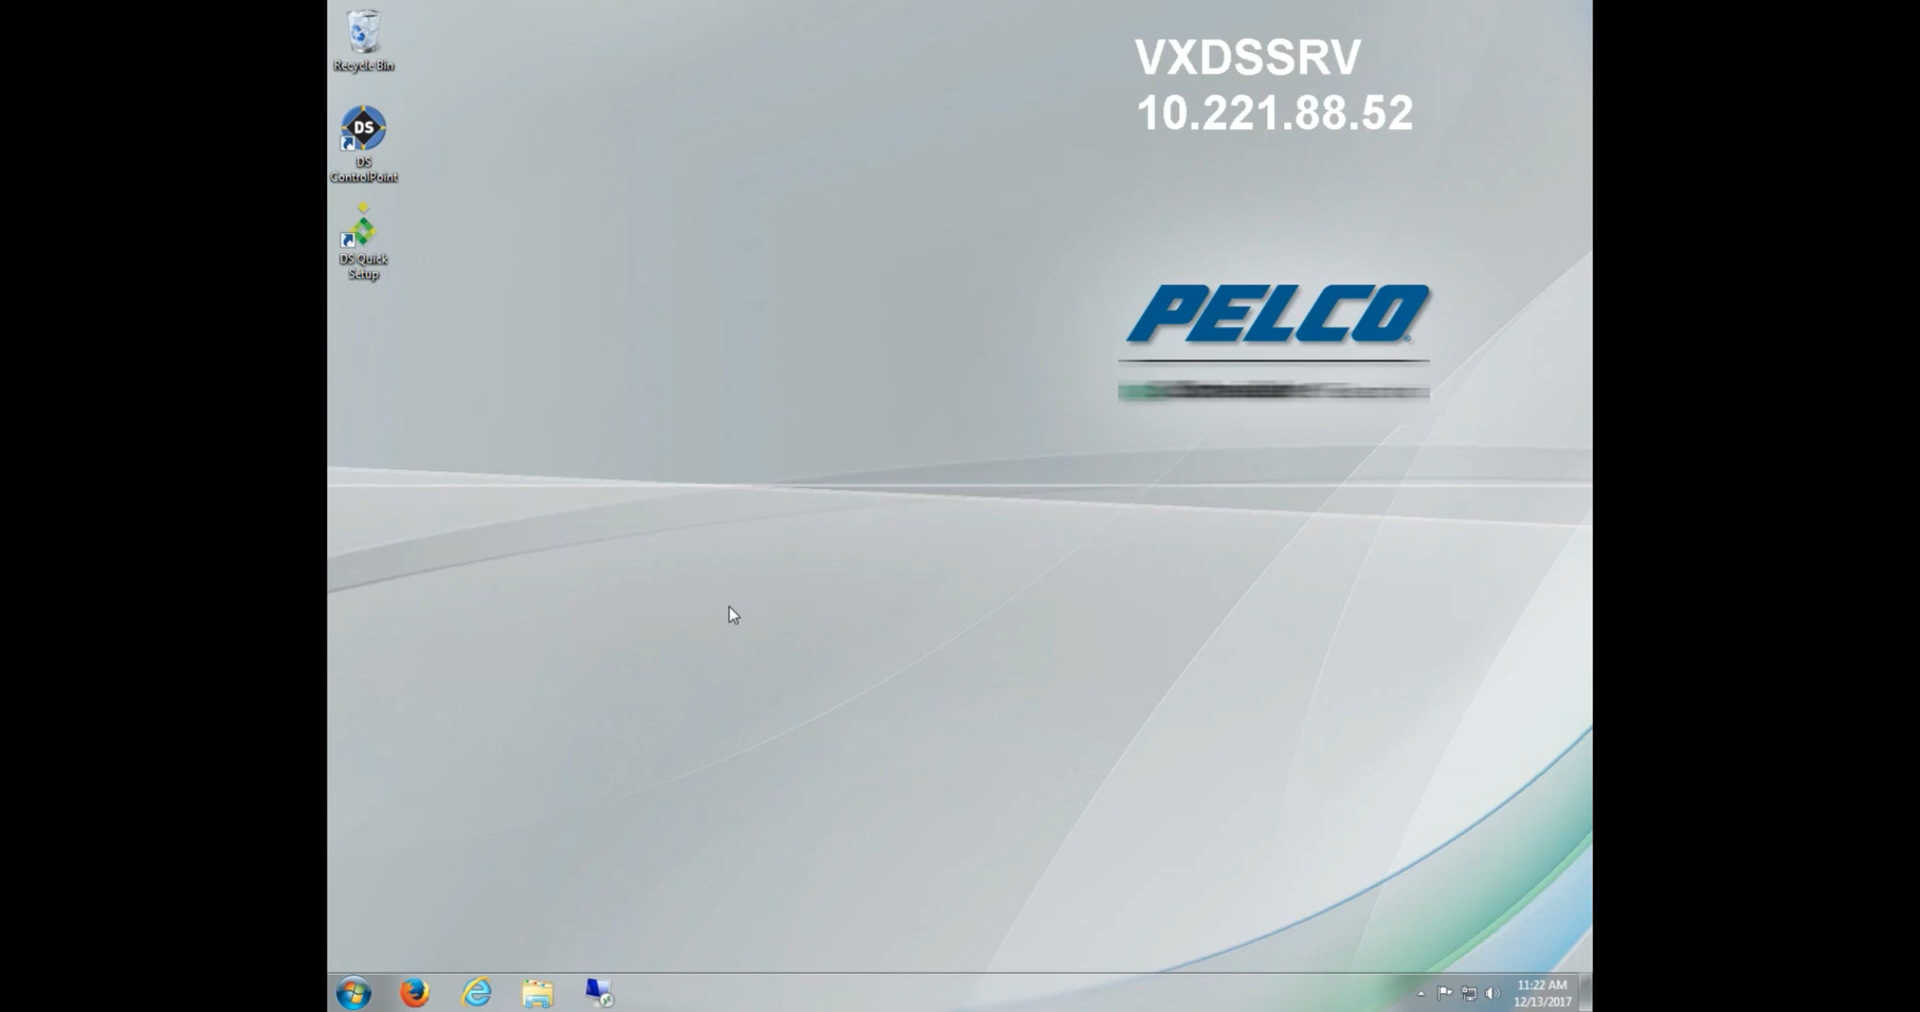 Recycle Bin
DS
DS
ControlPoint
DS Quick
Setup
VXDSSRV
10.221.88.52
PELCO
11:22 AM
12/13/2017